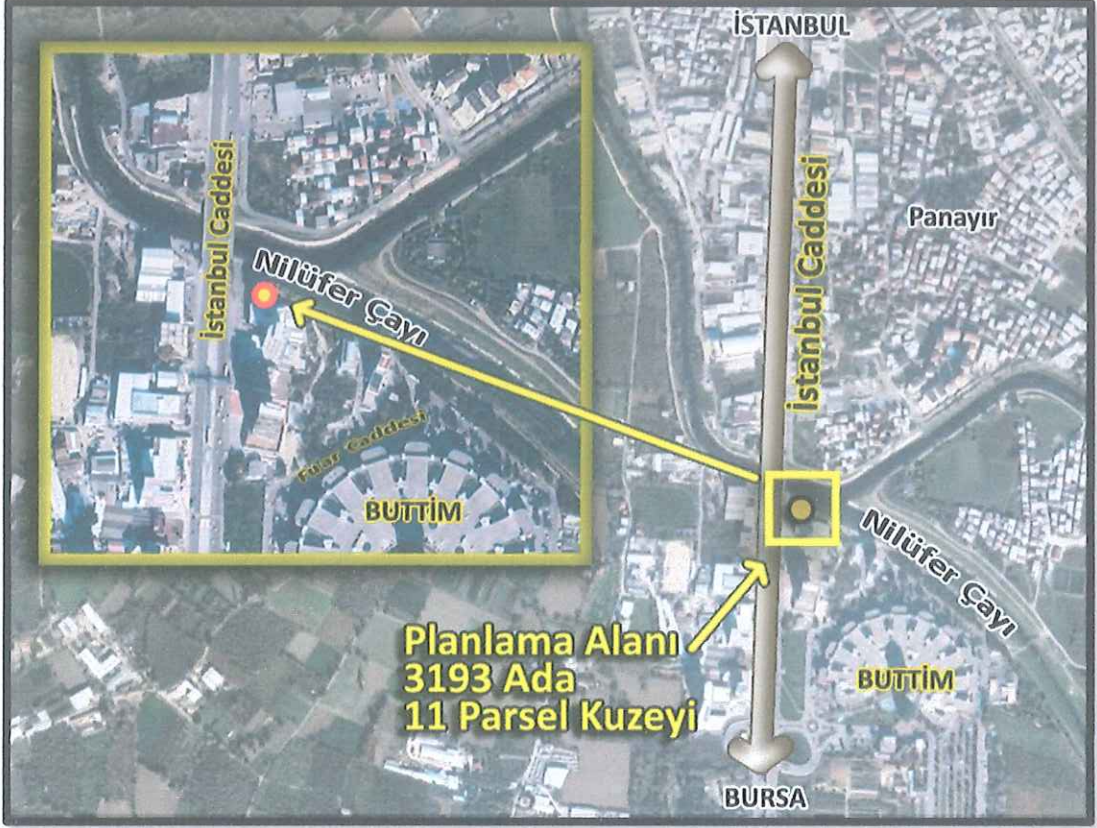 İSTANBUL
İstanbul Caddesi
Panayır
İstanbul Caddesi
Nilüfer Çayı
Fuar Caddesi
BUTTİM
Nilüfer Çayı
Planlama Alanı
3193 Ada
11 Parsel Kuzeyi
BUTTİM
BURSA